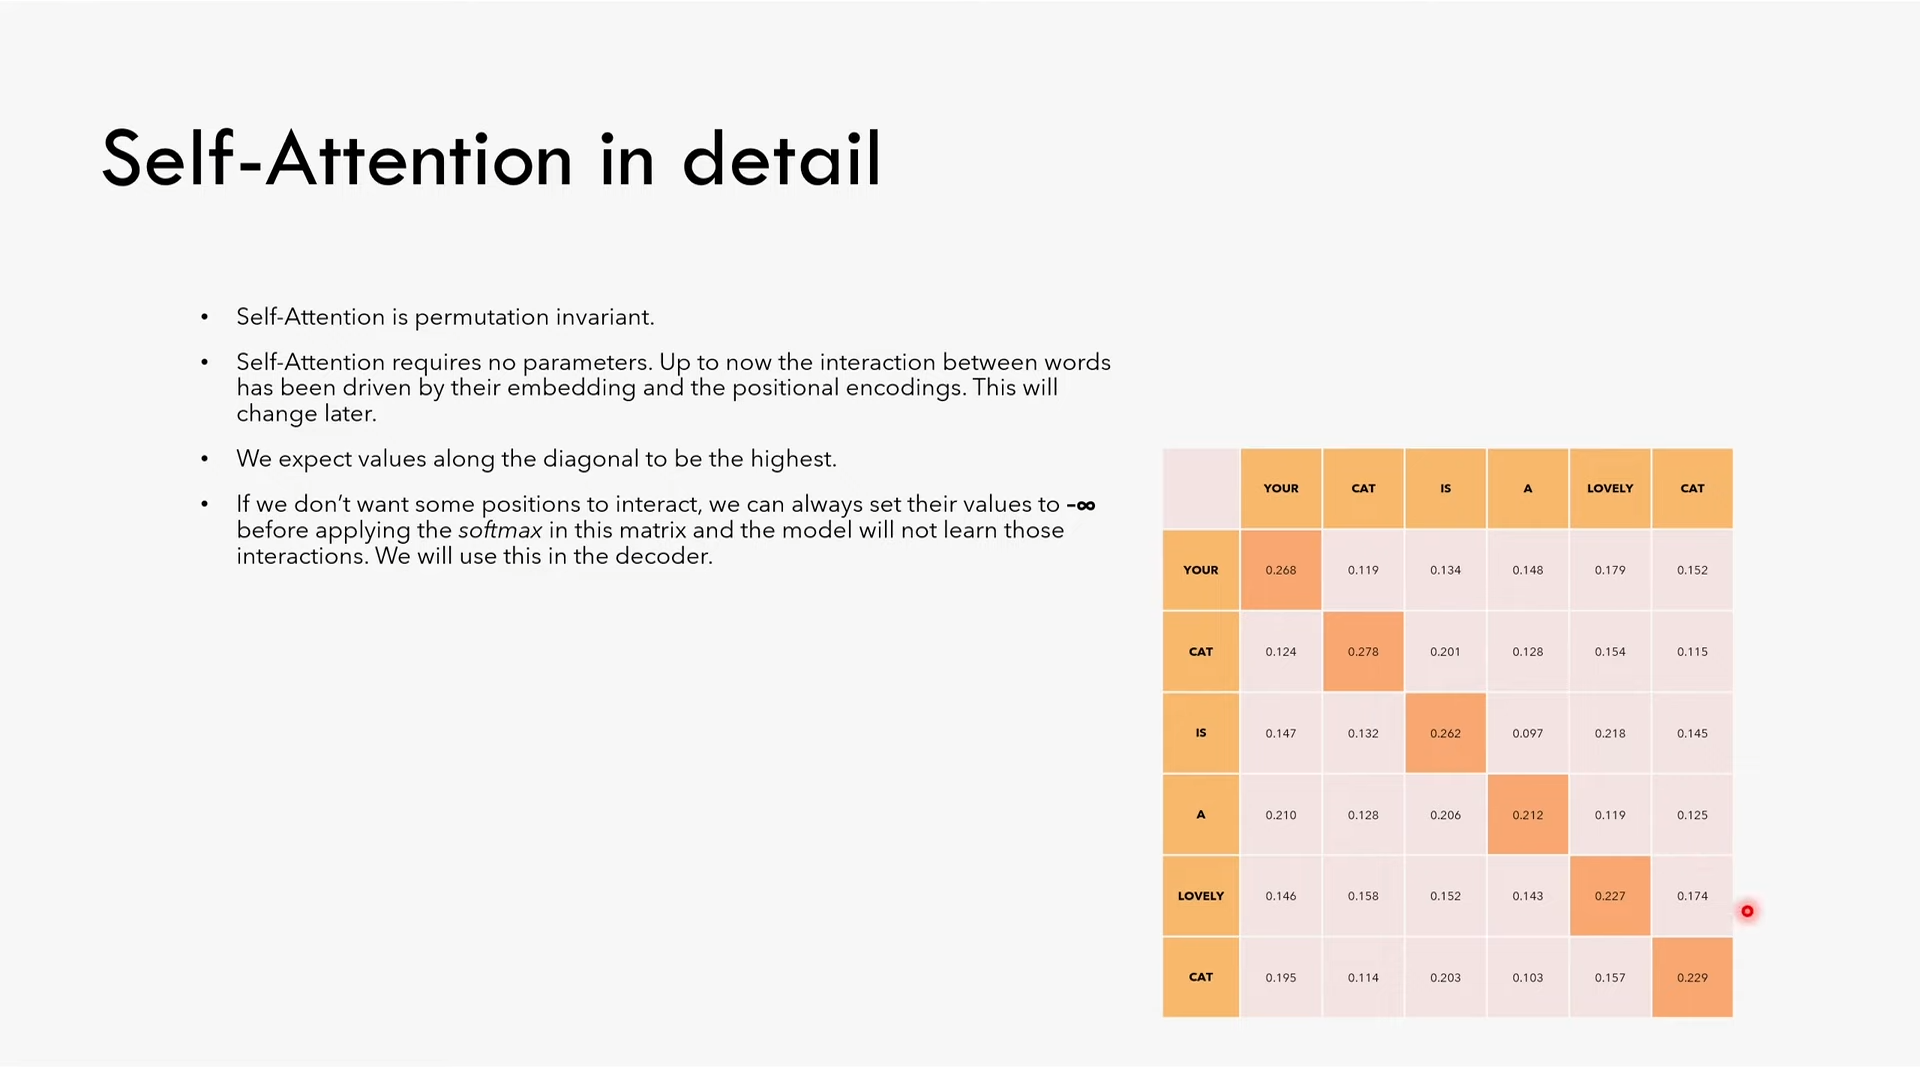 Self-Attention in detail
• Self-Attention is permutation invariant.
• Self-Attention requires no parameters. Up to now the interaction between words
has been driven by their embedding and the positional encodings. This will
change later.
• We expect values along the diagonal to be the highest.
• If we don’t want some positions to interact, we can always set their values to -∞
before applying the softmax in this matrix and the model will not learn those
interactions. We will use this in the decoder.
YOUR CAT IS A LOVELY CAT
YOUR 0.268 0.119 0.134 0.148 0.179 0.152
CAT 0.124 0.278 0.201 0.128 0.154 0.115
IS 0.147 0.132 0.262 0.097 0.218 0.145
A 0.210 0.128 0.206 0.212 0.119 0.125
LOVELY 0.146 0.158 0.152 0.143 0.227 0.174
CAT 0.195 0.114 0.203 0.103 0.157 0.229